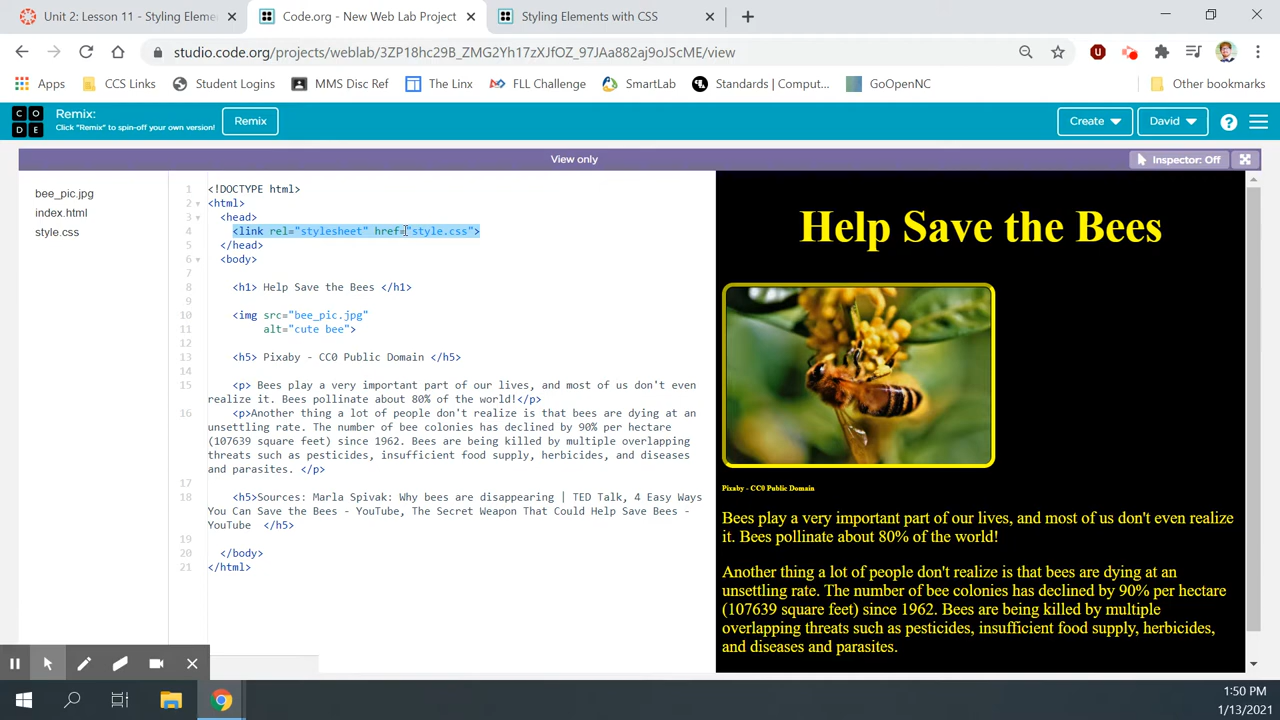 Unit 2: Lesson 11 - Styling Eleme
Code.org - New Web Lab Project
Styling Elements with CSS
studio.code.org/projects/weblab/3ZP18hc29B_ZMG2Yh17zXJfOZ_97JAa882aj9oJScME/view
Apps CCS Unit 1 Student Logins MMS Disc Ref The Linx FLL Challenge SmartLab Standards | Comput... GoOpenNC Other bookmarks
C O
D E
Remix:
Click "Remix" to spin-off your own version!
Remix
Create
David
View only
Inspector: Off
bee_pic.jpg
index.html
style.css
1 <!DOCTYPE html>
2 <html>
3 <head>
4 <link rel="stylesheet" href="style.css">
5 </head>
6 <body>
7
8 <h1> Help Save the Bees </h1>
9
10 <img src="bee_pic.jpg"
11 alt="cute bee">
12
13 <h5> Pixaby - CC0 Public Domain </h5>
14
15 <p> Bees play a very important part of our lives, and most of us don't even
realize it. Bees pollinate about 80% of the world!</p>
16 <p>Another thing a lot of people don't realize is that bees are dying at an
unsettling rate. The number of bee colonies has declined by 90% per hectare
(107639 square feet) since 1962. Bees are being killed by multiple overlapping
threats such as pesticides, insufficient food supply, herbicides, and diseases
and parasites. </p>
17
18 <h5>Sources: Marla Spivak: Why bees are disappearing | TED Talk, 4 Easy Ways
You Can Save the Bees - YouTube, The Secret Weapon That Could Help Save Bees -
YouTube </h5>
19
20 </body>
21 </html>
Help Save the Bees
Pixaby - CC0 Public Domain
Bees play a very important part of our lives, and most of us don't even realize
it. Bees pollinate about 80% of the world!
Another thing a lot of people don't realize is that bees are dying at an
unsettling rate. The number of bee colonies has declined by 90% per hectare
(107639 square feet) since 1962. Bees are being killed by multiple
overlapping threats such as pesticides, insufficient food supply, herbicides,
and diseases and parasites.
1:50 PM
1/13/2021